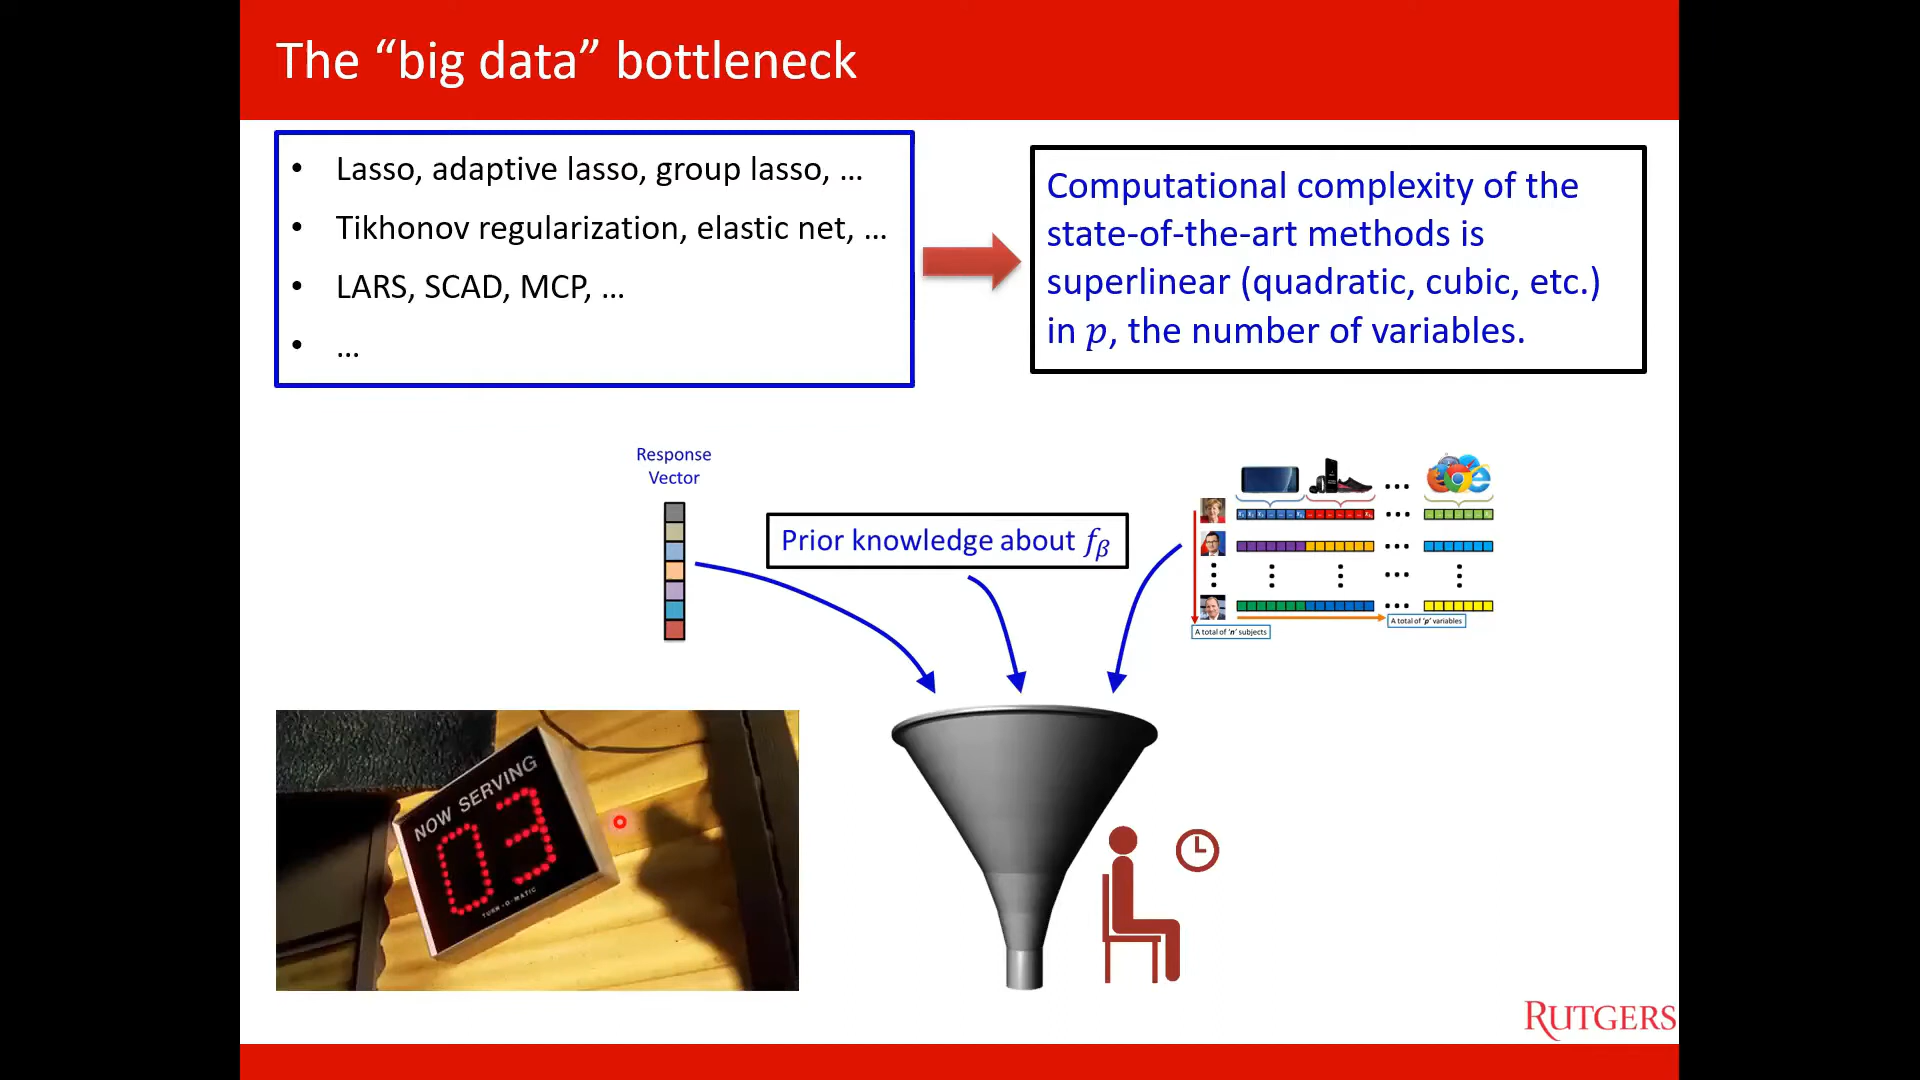 The “big data” bottleneck
• Lasso, adaptive lasso, group lasso, …
• Tikhonov regularization, elastic net, …
• LARS, SCAD, MCP, …
• …
Computational complexity of the
state-of-the-art methods is
superlinear (quadratic, cubic, etc.)
in p, the number of variables.
Response
Vector
Prior knowledge about fβ
A total of ‘n’ subjects
A total of ‘p’ variables
NOW SERVING
03
TURN-O-MATIC
RUTGERS